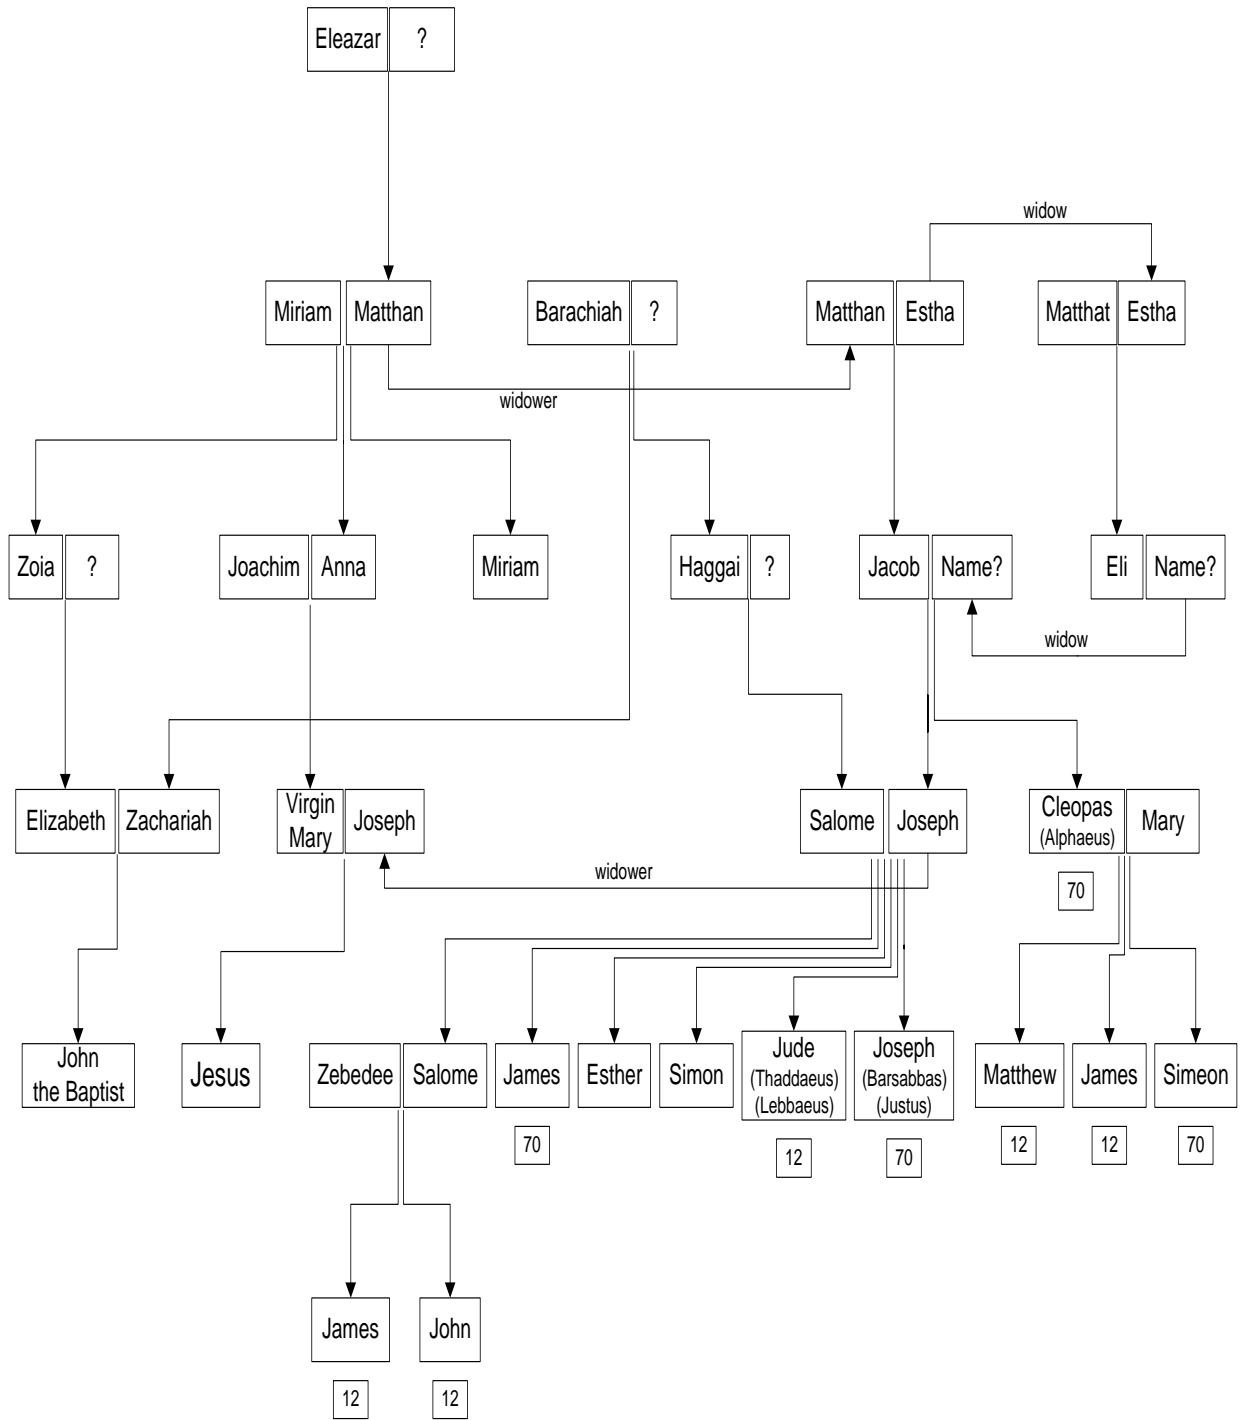 Eleazar ?
widow
Miriam Matthan Barachiah ? Matthan Estha Matthat Estha
widower
Zoia ? Joachim Anna Miriam Haggai ? Jacob Name? Eli Name?
widow
Elizabeth Zachariah Virgin Mary Joseph Salome Joseph Cleopas (Alphaeus) Mary
widower
70
John the Baptist Jesus Zebedee Salome James Esther Simon Jude (Thaddaeus) (Lebbaeus) Joseph (Barsabbas) (Justus) Matthew James Simeon
70 12 70 12 12 70
James John
12 12